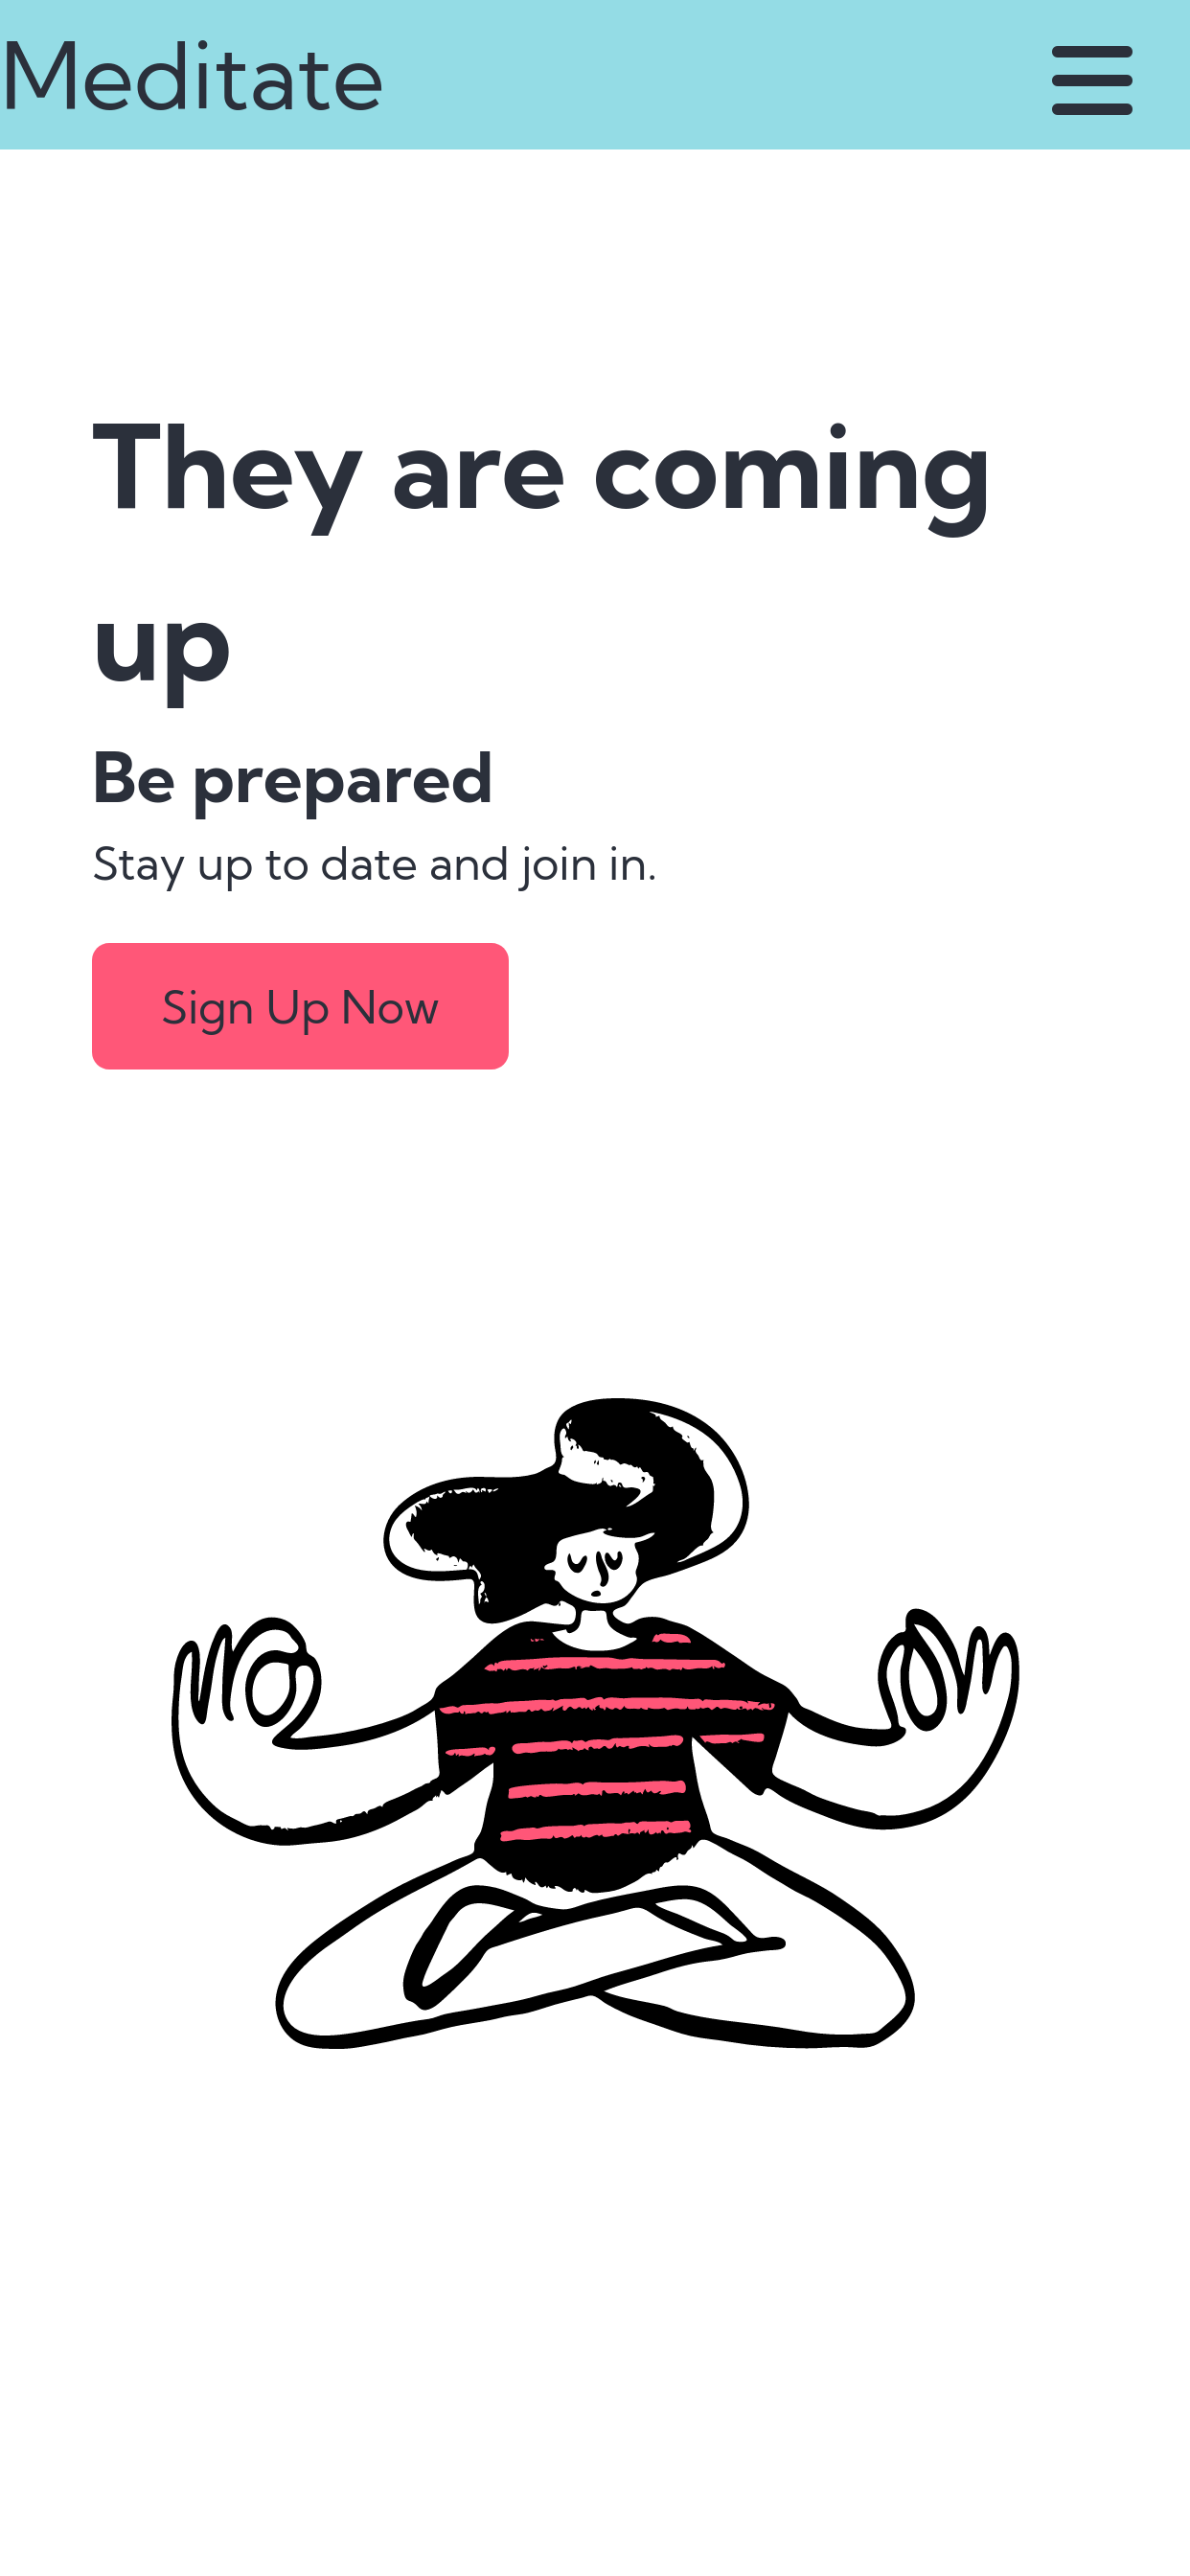 Meditate
They are coming
up
Be prepared
Stay up to date and join in.
Sign Up Now